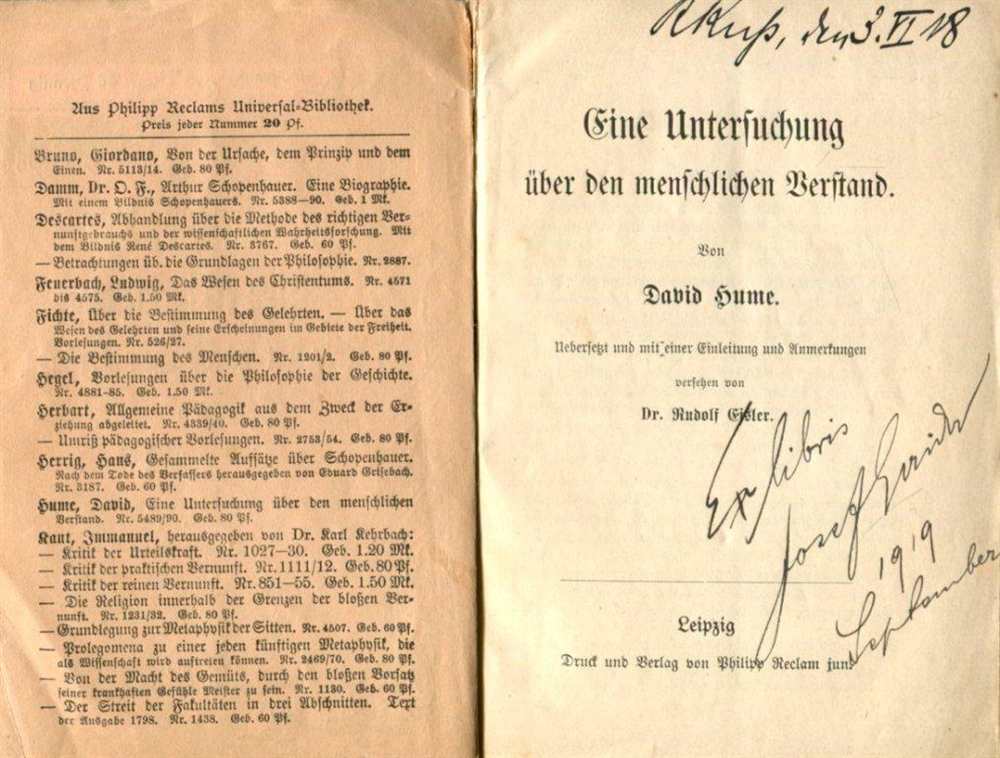 Aus Philipp Reclams Universal-Bibliothek.
Preis jeder Nummer 20 Pf.
Bruno, Giordano, Von der Ursache, dem Prinzip und dem
Einen. Nr. 5113/14. Geb. 80 Pf.
Damm, Dr. O. F., Arthur Schopenhauer. Eine Biographie.
Mit einem Bildnis Schopenhauers. Nr. 5388—90. Geb. 1 Mk.
Descartes, Abhandlung über die Methode des richtigen Ver-
nunftgebrauchs und der wissenschaftlichen Wahrheitsforschung. Mit
dem Bildnis René Descartes. Nr. 3767. Geb. 60 Pf.
— Betrachtungen üb. die Grundlagen der Philosophie. Nr. 2887.
Feuerbach, Ludwig, Das Wesen des Christentums. Nr. 4571
bis 4575. Geb. 1.50 Mk.
Fichte, Über die Bestimmung des Gelehrten. — Über das
Wesen des Gelehrten und seine Erscheinungen im Gebiete der Freiheit.
Vorlesungen. Nr. 526/27.
— Die Bestimmung des Menschen. Nr. 1201/2. Geb. 80 Pf.
Hegel, Vorlesungen über die Philosophie der Geschichte.
Nr. 4881-85. Geb. 1.50 Mk.
Herbart, Allgemeine Pädagogik aus dem Zweck der Er-
ziehung abgeleitet. Nr. 4339/40. Geb. 80 Pf.
— Umriß pädagogischer Vorlesungen. Nr. 2753/54. Geb. 80 Pf.
Herrig, Hans, Gesammelte Aufsätze über Schopenhauer.
Nach dem Tode des Verfassers herausgegeben von Eduard Grisebach.
Nr. 3187. Geb. 60 Pf.
Hume, David, Eine Untersuchung über den menschlichen
Verstand. Nr. 5489/90. Geb. 80 Pf.
Kant, Immanuel, herausgegeben von Dr. Karl Kehrbach:
— Kritik der Urteilskraft. Nr. 1027—30. Geb. 1.20 Mk.
— Kritik der praktischen Vernunft. Nr. 1111/12. Geb. 80 Pf.
— Kritik der reinen Vernunft. Nr. 851—55. Geb. 1.50 Mk.
— Die Religion innerhalb der Grenzen der bloßen Ver-
nunft. Nr. 1231/32. Geb. 80 Pf.
— Grundlegung zur Metaphysik der Sitten. Nr. 4507. Geb. 60 Pf.
— Prolegomena zu einer jeden künftigen Metaphysik, die
als Wissenschaft wird auftreten können. Nr. 2469/70. Geb. 80 Pf.
— Von der Macht des Gemüts, durch den bloßen Vorsatz
seiner krankhaften Gefühle Meister zu sein. Nr. 1130. Geb. 60 Pf.
— Der Streit der Fakultäten in drei Abschnitten. Text
der Ausgabe 1798. Nr. 1438. Geb. 60 Pf.
den 3. VI 18
Eine Untersuchung
über den menschlichen Verstand.
Von
David Hume.
Uebersetzt und mit einer Einleitung und Anmerkungen
versehen von
Dr. Rudolf Eisler.
Ex libris
Josef
1919
September
Leipzig
Druck und Verlag von Philipp Reclam jun.